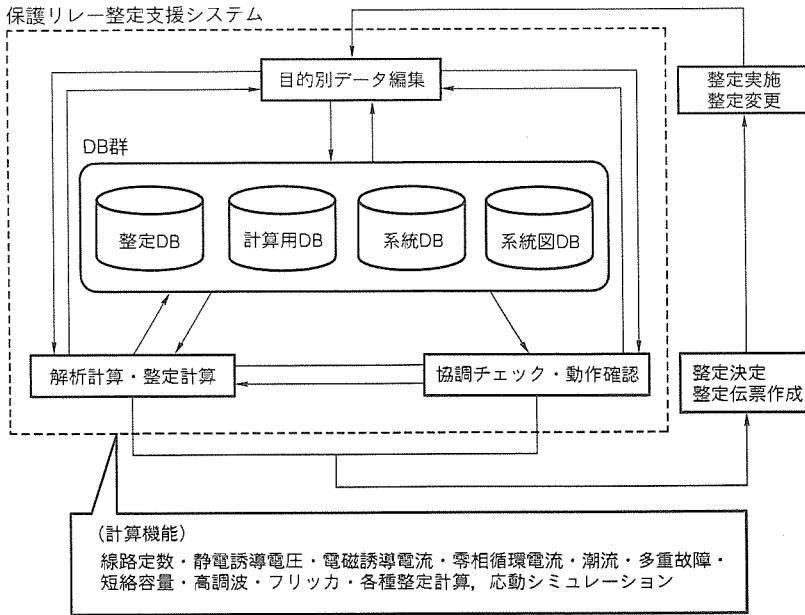 保護リレー整定支援システム
目的別データ編集
整定実施
整定変更
DB群
整定DB
計算用DB
系統DB
系統図DB
解析計算・整定計算
協調チェック・動作確認
整定決定
整定伝票作成
(計算機能)
線路定数・静電誘導電圧・電磁誘導電流・零相循環電流・潮流・多重故障・
短絡容量・高調波・フリッカ・各種整定計算，応動シミュレーション